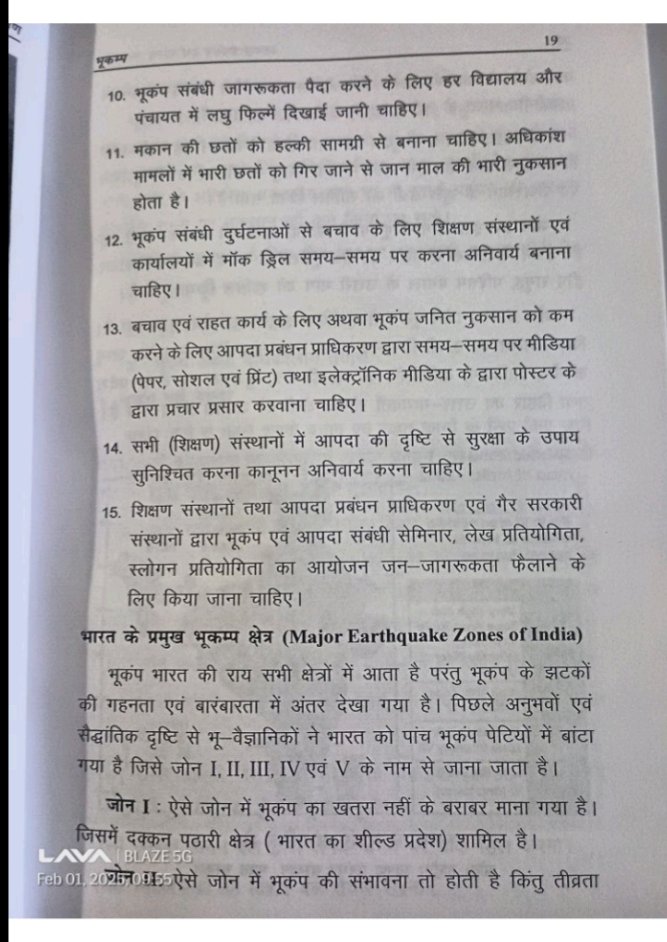 19
भूकम्प
10. भूकंप संबंधी जागरूकता पैदा करने के लिए हर विद्यालय और
पंचायत में लघु फिल्में दिखाई जानी चाहिए।
11. मकान की छतों को हल्की सामग्री से बनाना चाहिए। अधिकांश
मामलों में भारी छतों को गिर जाने से जान माल की भारी नुकसान
होता है।
12. भूकंप संबंधी दुर्घटनाओं से बचाव के लिए शिक्षण संस्थानों एवं
कार्यालयों में मॉक ड्रिल समय–समय पर करना अनिवार्य बनाना
चाहिए।
13. बचाव एवं राहत कार्य के लिए अथवा भूकंप जनित नुकसान को कम
करने के लिए आपदा प्रबंधन प्राधिकरण द्वारा समय–समय पर मीडिया
(पेपर, सोशल एवं प्रिंट) तथा इलेक्ट्रॉनिक मीडिया के द्वारा पोस्टर के
द्वारा प्रचार प्रसार करवाना चाहिए।
14. सभी (शिक्षण) संस्थानों में आपदा की दृष्टि से सुरक्षा के उपाय
सुनिश्चित करना कानूनन अनिवार्य करना चाहिए।
15. शिक्षण संस्थानों तथा आपदा प्रबंधन प्राधिकरण एवं गैर सरकारी
संस्थानों द्वारा भूकंप एवं आपदा संबंधी सेमिनार, लेख प्रतियोगिता,
स्लोगन प्रतियोगिता का आयोजन जन–जागरूकता फैलाने के
लिए किया जाना चाहिए।
भारत के प्रमुख भूकम्प क्षेत्र (Major Earthquake Zones of India)
भूकंप भारत की राय सभी क्षेत्रों में आता है परंतु भूकंप के झटकों
की गहनता एवं बारंबारता में अंतर देखा गया है। पिछले अनुभवों एवं
सैद्धांतिक दृष्टि से भू–वैज्ञानिकों ने भारत को पांच भूकंप पेटियों में बांटा
गया है जिसे जोन I, II, III, IV एवं V के नाम से जाना जाता है।
जोन I : ऐसे जोन में भूकंप का खतरा नहीं के बराबर माना गया है।
जिसमें दक्कन पठारी क्षेत्र ( भारत का शील्ड प्रदेश) शामिल है।
LAVA | BLAZE 5G
जोन II: ऐसे जोन में भूकंप की संभावना तो होती है किंतु तीव्रता
Feb 01, 2025, 09:55